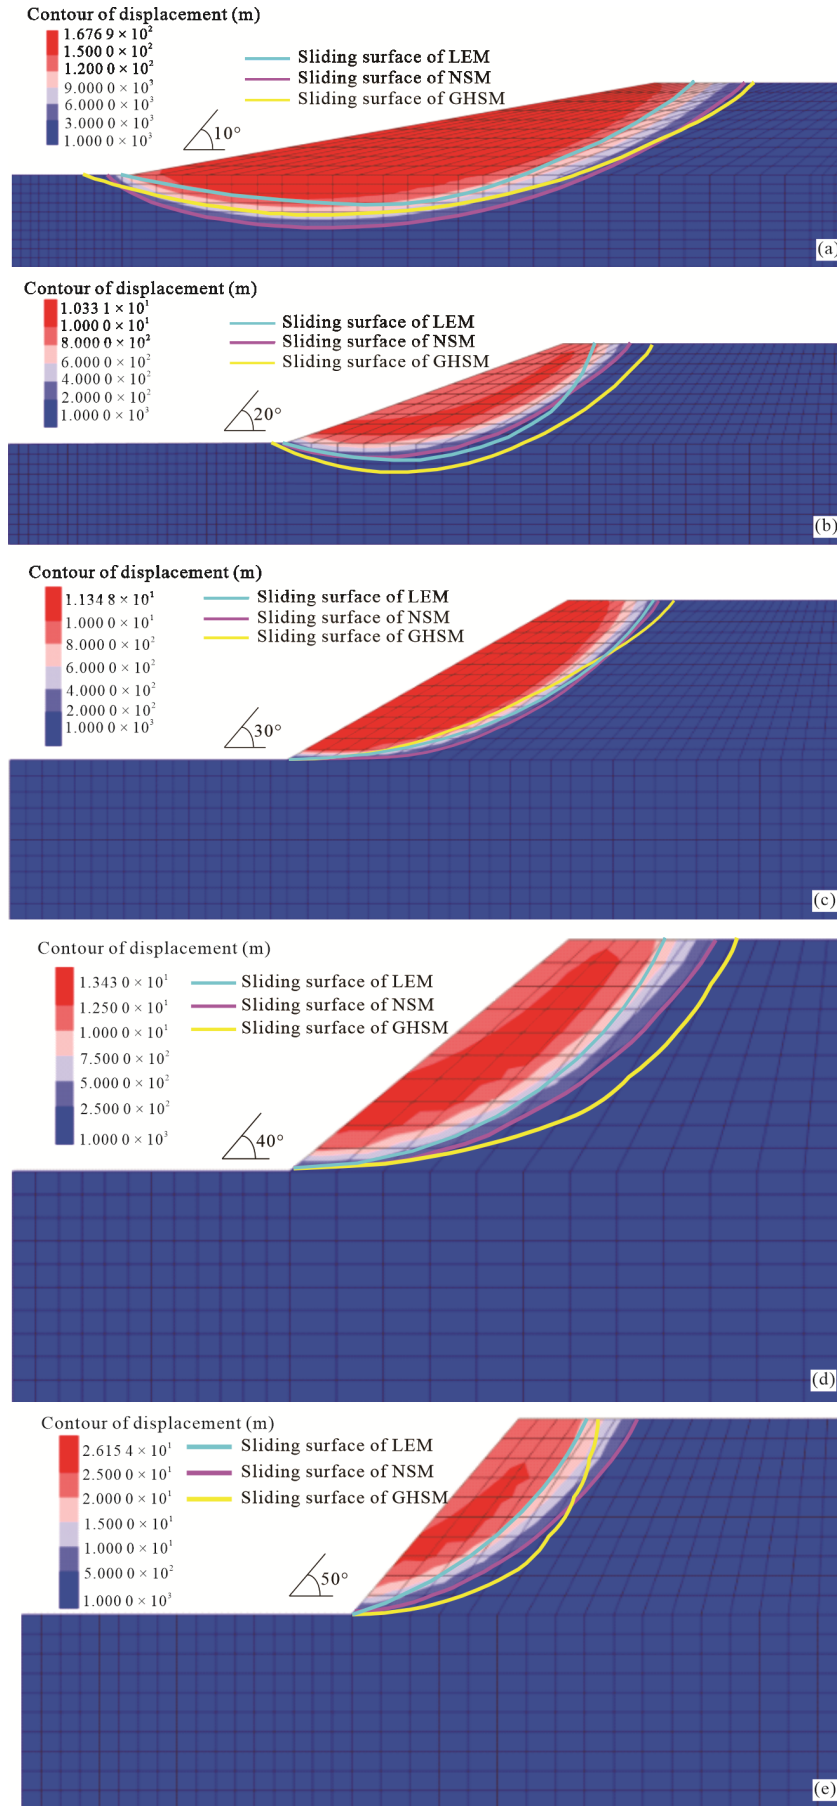 Contour of displacement (m)
1.676 9 × 10²
1.500 0 × 10²
1.200 0 × 10²
9.000 0 × 10³
6.000 0 × 10³
3.000 0 × 10³
1.000 0 × 10³
Sliding surface of LEM
Sliding surface of NSM
Sliding surface of GHSM
10°
(a)
Contour of displacement (m)
1.033 1 × 10¹
1.000 0 × 10¹
8.000 0 × 10²
6.000 0 × 10²
4.000 0 × 10²
2.000 0 × 10²
1.000 0 × 10³
Sliding surface of LEM
Sliding surface of NSM
Sliding surface of GHSM
20°
(b)
Contour of displacement (m)
1.134 8 × 10¹
1.000 0 × 10¹
8.000 0 × 10²
6.000 0 × 10²
4.000 0 × 10²
2.000 0 × 10²
1.000 0 × 10³
Sliding surface of LEM
Sliding surface of NSM
Sliding surface of GHSM
30°
(c)
Contour of displacement (m)
1.343 0 × 10¹
1.250 0 × 10¹
1.000 0 × 10¹
7.500 0 × 10²
5.000 0 × 10²
2.500 0 × 10²
1.000 0 × 10³
Sliding surface of LEM
Sliding surface of NSM
Sliding surface of GHSM
40°
(d)
Contour of displacement (m)
2.615 4 × 10¹
2.500 0 × 10¹
2.000 0 × 10¹
1.500 0 × 10¹
1.000 0 × 10¹
5.000 0 × 10²
1.000 0 × 10³
Sliding surface of LEM
Sliding surface of NSM
Sliding surface of GHSM
50°
(e)